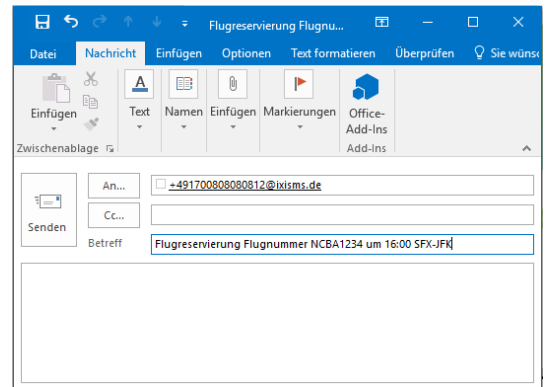 Flugreservierung Flugnu...
Datei Nachricht Einfügen Optionen Text formatieren Überprüfen Sie wünsc
Einfügen Text Namen Einfügen Markierungen Office-
Add-Ins
Zwischenablage Add-Ins
An... +491700808080812@ixisms.de
Senden Cc...
Betreff Flugreservierung Flugnummer NCBA1234 um 16:00 SFX-JFK